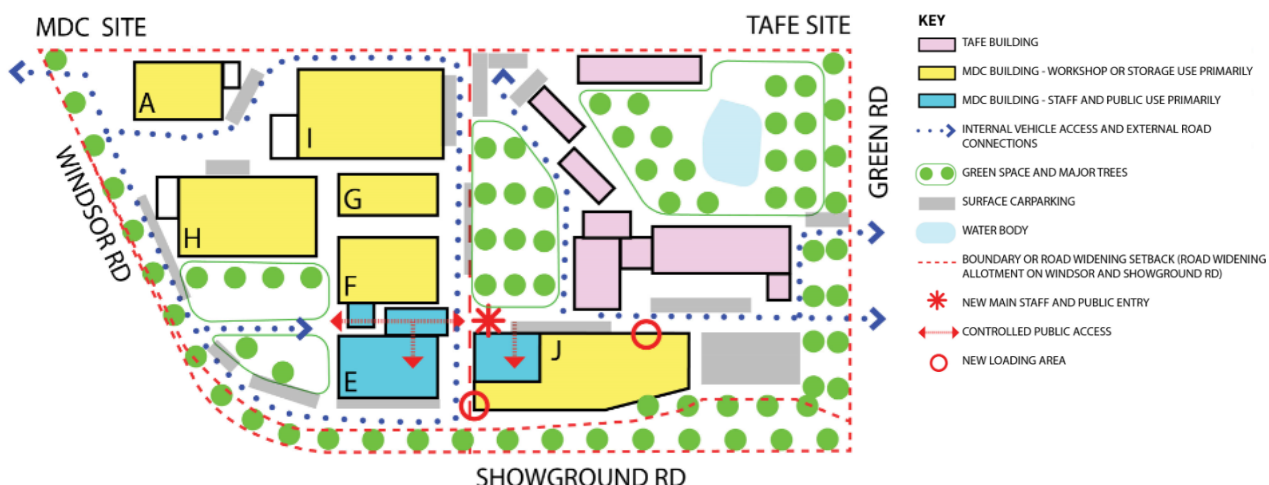 MDC SITE
TAFE SITE
A
I
G
H
F
E
J
WINDSOR RD
GREEN RD
SHOWGROUND RD
KEY
TAFE BUILDING
MDC BUILDING - WORKSHOP OR STORAGE USE PRIMARILY
MDC BUILDING - STAFF AND PUBLIC USE PRIMARILY
INTERNAL VEHICLE ACCESS AND EXTERNAL ROAD
CONNECTIONS
GREEN SPACE AND MAJOR TREES
SURFACE CARPARKING
WATER BODY
BOUNDARY OR ROAD WIDENING SETBACK (ROAD WIDENING
ALLOTMENT ON WINDSOR AND SHOWGROUND RD)
NEW MAIN STAFF AND PUBLIC ENTRY
CONTROLLED PUBLIC ACCESS
NEW LOADING AREA